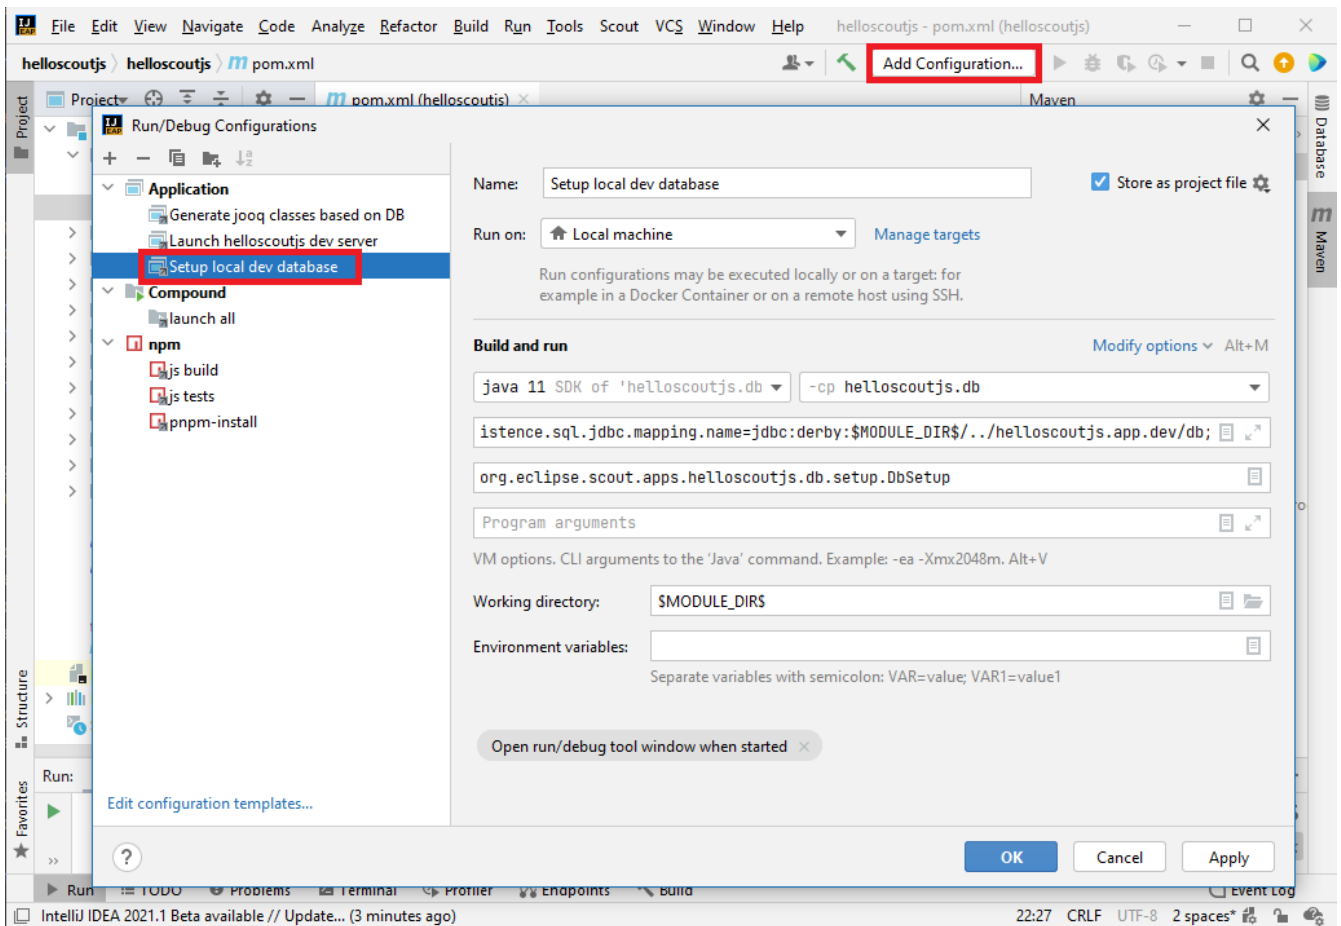 File Edit View Navigate Code Analyze Refactor Build Run Tools Scout VCS Window Help helloscoutjs - pom.xml (helloscoutjs)
helloscoutjs helloscoutjs m pom.xml Add Configuration...
Project pom.xml (helloscoutjs) Maven
Project
Database
Maven
Structure
Favorites
Run/Debug Configurations
Application
Generate jooq classes based on DB
Launch helloscoutjs dev server
Setup local dev database
Compound
launch all
npm
js build
js tests
pnpm-install
Edit configuration templates...
Name: Setup local dev database Store as project file
Run on: Local machine Manage targets
Run configurations may be executed locally or on a target: for
example in a Docker Container or on a remote host using SSH.
Build and run Modify options Alt+M
java 11 SDK of 'helloscoutjs.db -cp helloscoutjs.db
istence.sql.jdbc.mapping.name=jdbc:derby:$MODULE_DIR$/../helloscoutjs.app.dev/db;
org.eclipse.scout.apps.helloscoutjs.db.setup.DbSetup
Program arguments
VM options. CLI arguments to the 'Java' command. Example: -ea -Xmx2048m. Alt+V
Working directory: $MODULE_DIR$
Environment variables:
Separate variables with semicolon: VAR=value; VAR1=value1
Open run/debug tool window when started
OK Cancel Apply
Run:
Run TODO Problems Terminal Profiler Endpoints Build Event Log
IntelliJ IDEA 2021.1 Beta available // Update... (3 minutes ago) 22:27 CRLF UTF-8 2 spaces*